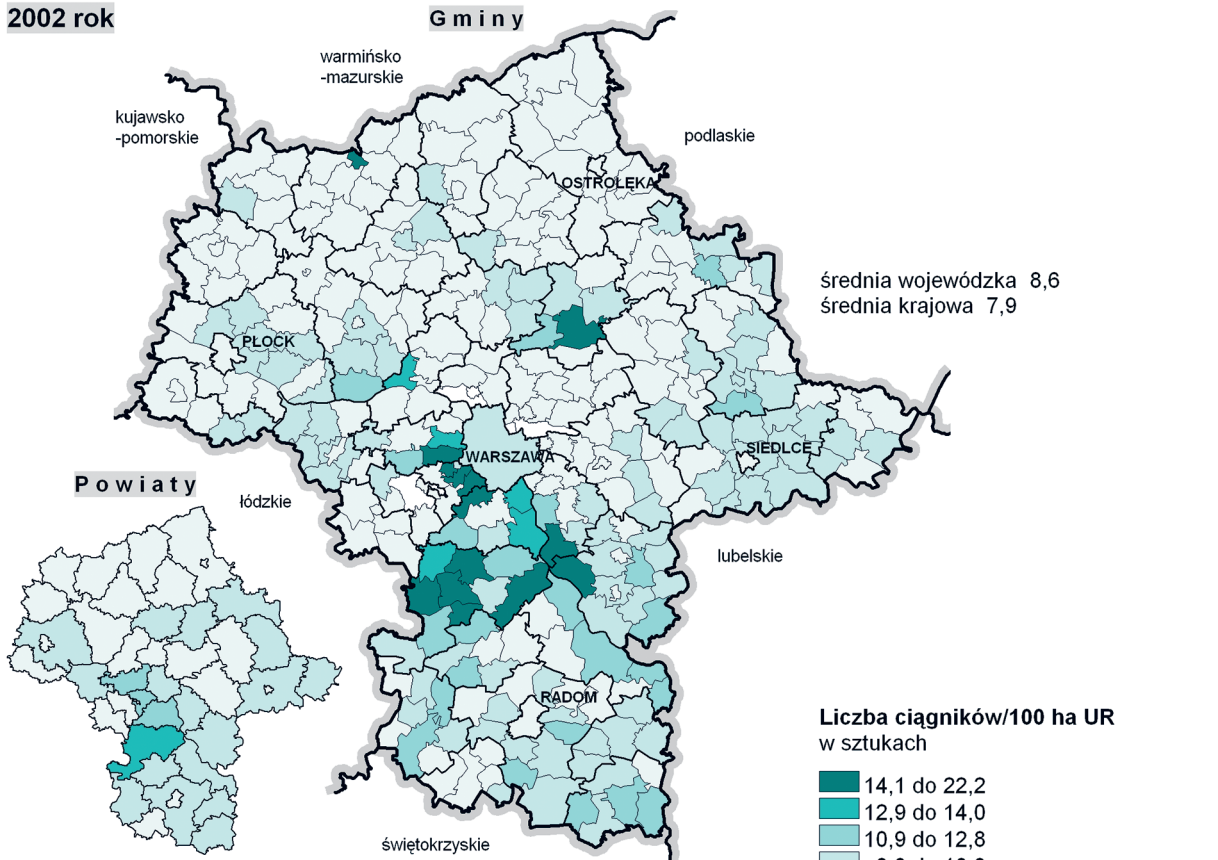 2002 rok
Gminy
warmińsko
-mazurskie
kujawsko
-pomorskie
podlaskie
OSTROŁĘKA
średnia wojewódzka 8,6
średnia krajowa 7,9
PŁOCK
WARSZAWA
SIEDLCE
Powiaty
łódzkie
lubelskie
RADOM
Liczba ciągników/100 ha UR
w sztukach
14,1 do 22,2
12,9 do 14,0
10,9 do 12,8
świętokrzyskie